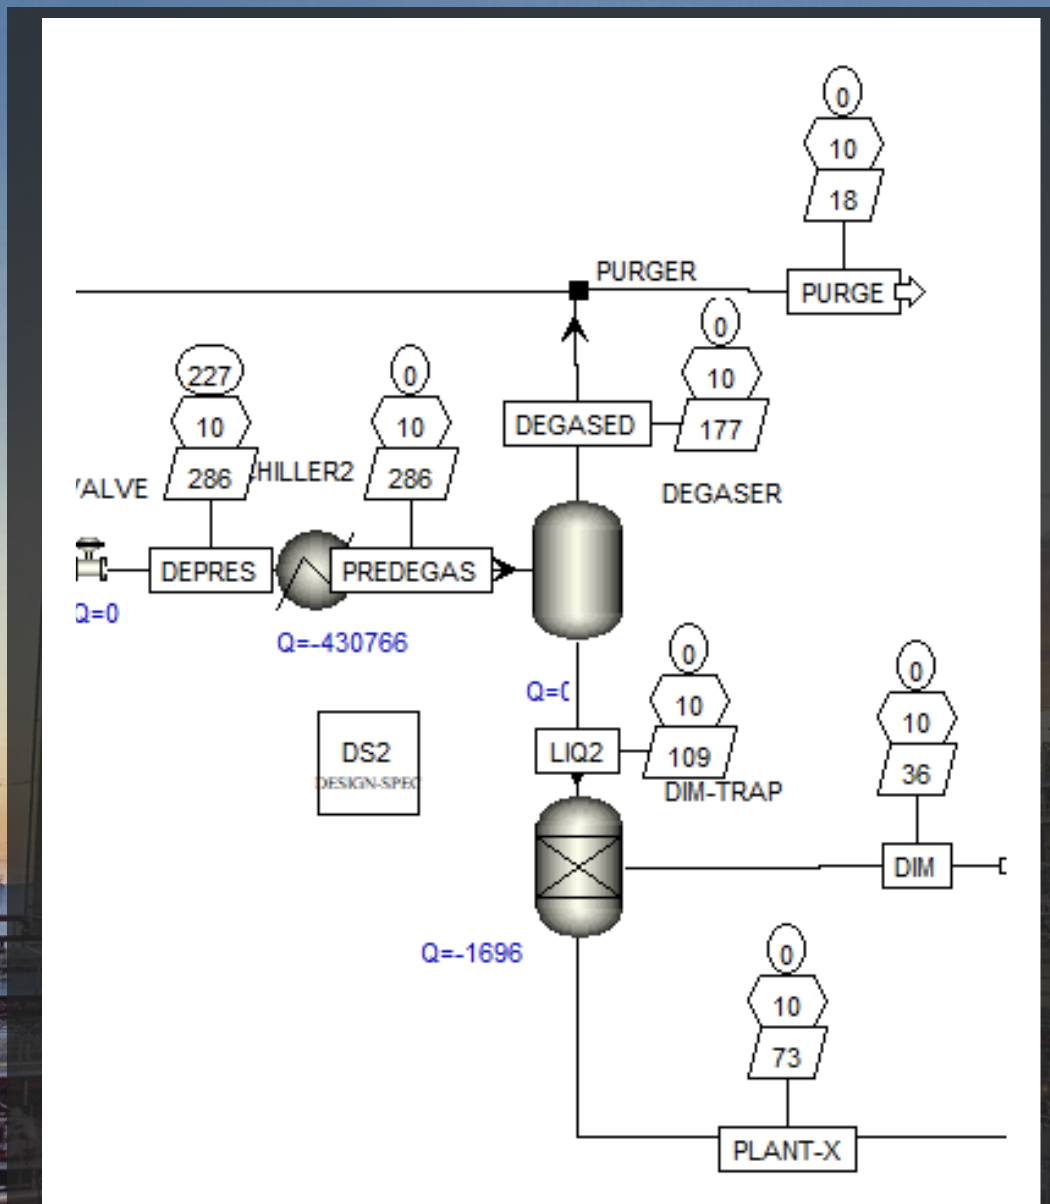 0
10
18
PURGER
PURGE
0
10
177
DEGASED
DEGASER
227
10
286
0
10
286
HILLER2
VALVE
DEPRES
PREDEGAS
Q=0
Q=-430766
Q=0
0
10
109
LIQ2
DIM-TRAP
DS2
DESIGN-SPEC
0
10
36
DIM
Q=-1696
0
10
73
PLANT-X